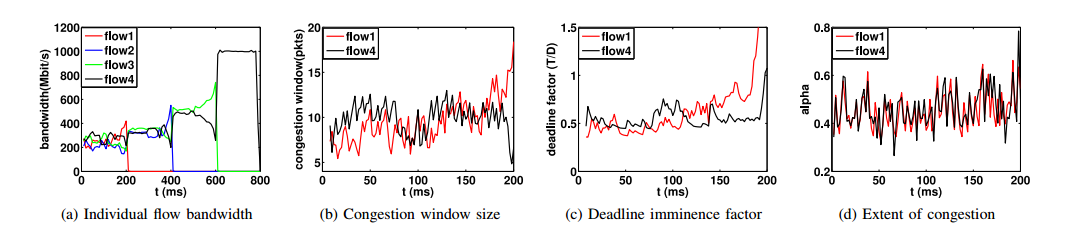 1200
1000
800
600
400
200
0
0 200 400 600 800
bandwidth(Mbit/s)
t (ms)
flow1
flow2
flow3
flow4
(a) Individual flow bandwidth
20
15
10
5
0 50 100 150 200
congestion window(pkts)
t (ms)
flow1
flow4
(b) Congestion window size
1.5
1
0.5
0
0 50 100 150 200
deadline factor (T/D)
t (ms)
flow1
flow4
(c) Deadline imminence factor
0.8
0.6
0.4
0.2
0 50 100 150 200
alpha
t (ms)
flow1
flow4
(d) Extent of congestion